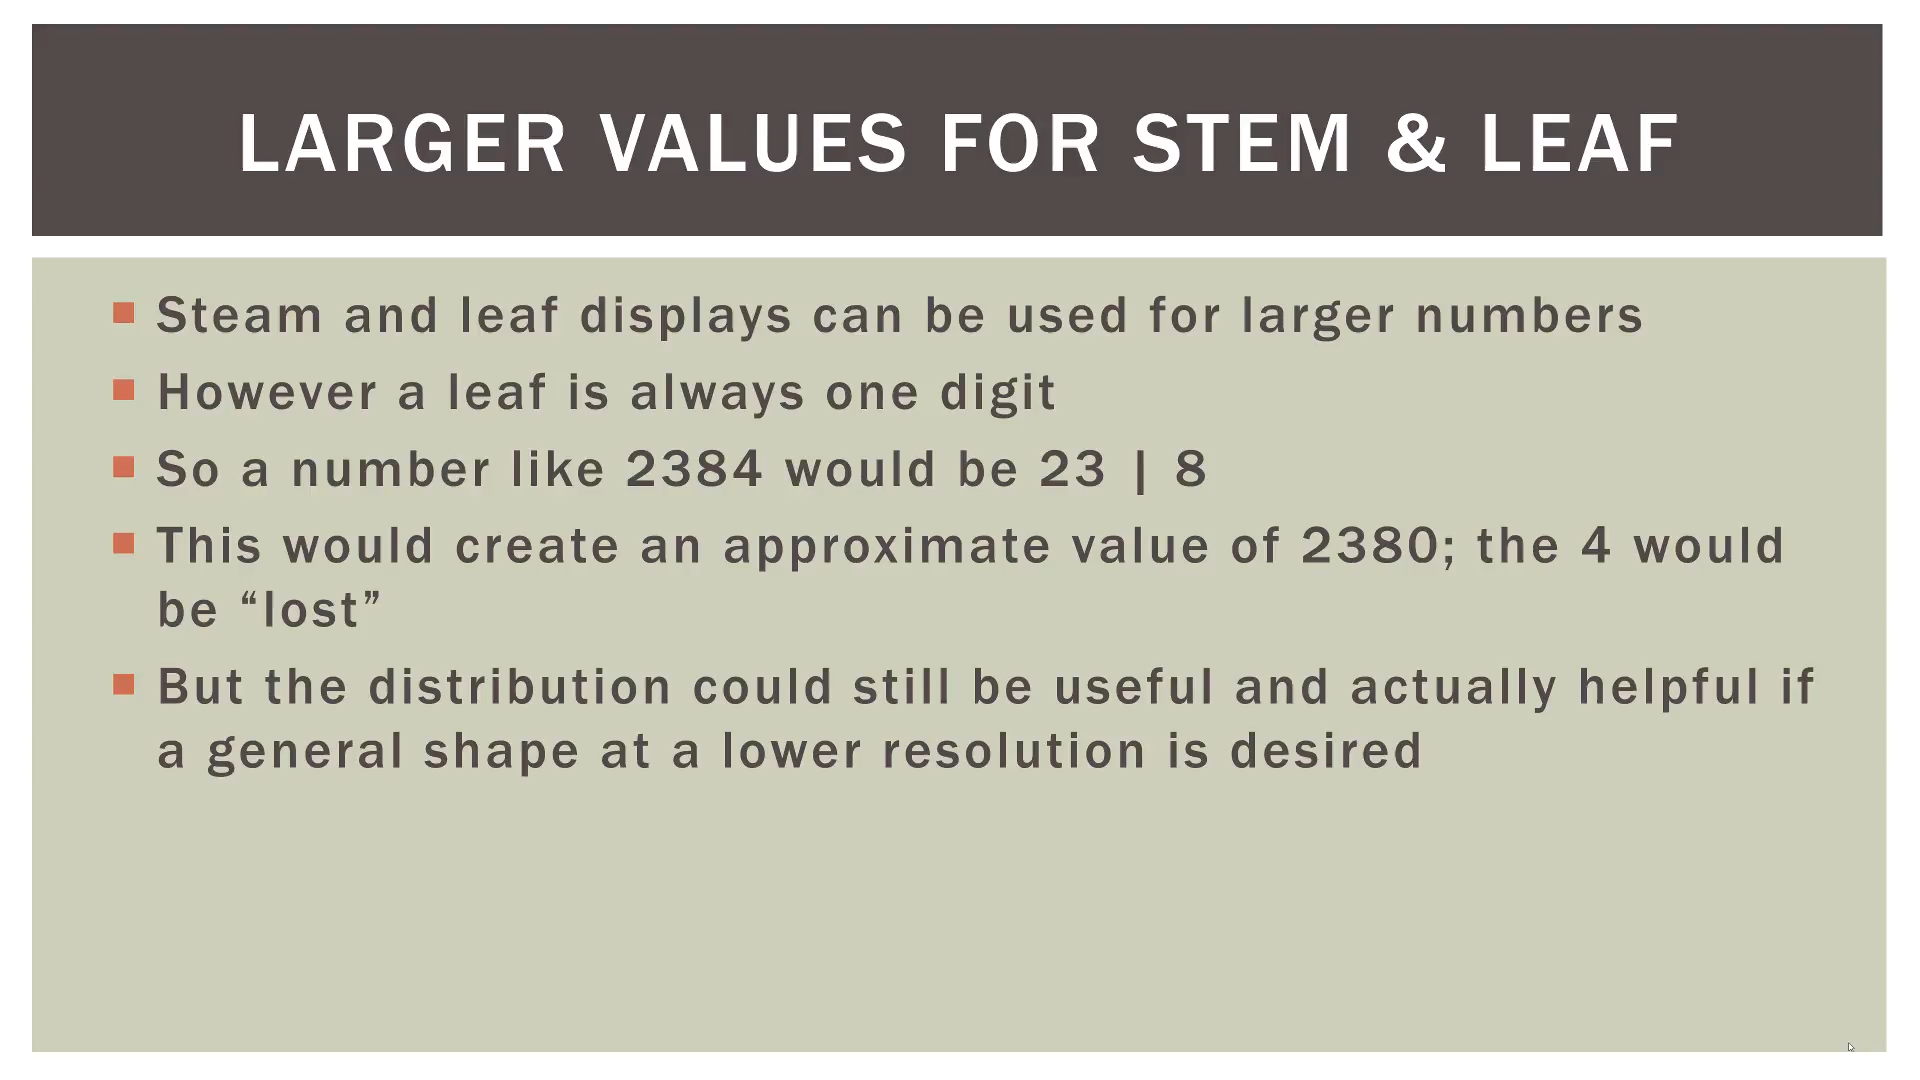 LARGER VALUES FOR STEM & LEAF
Steam and leaf displays can be used for larger numbers
However a leaf is always one digit
So a number like 2384 would be 23 | 8
This would create an approximate value of 2380; the 4 would
be “lost”
But the distribution could still be useful and actually helpful if
a general shape at a lower resolution is desired